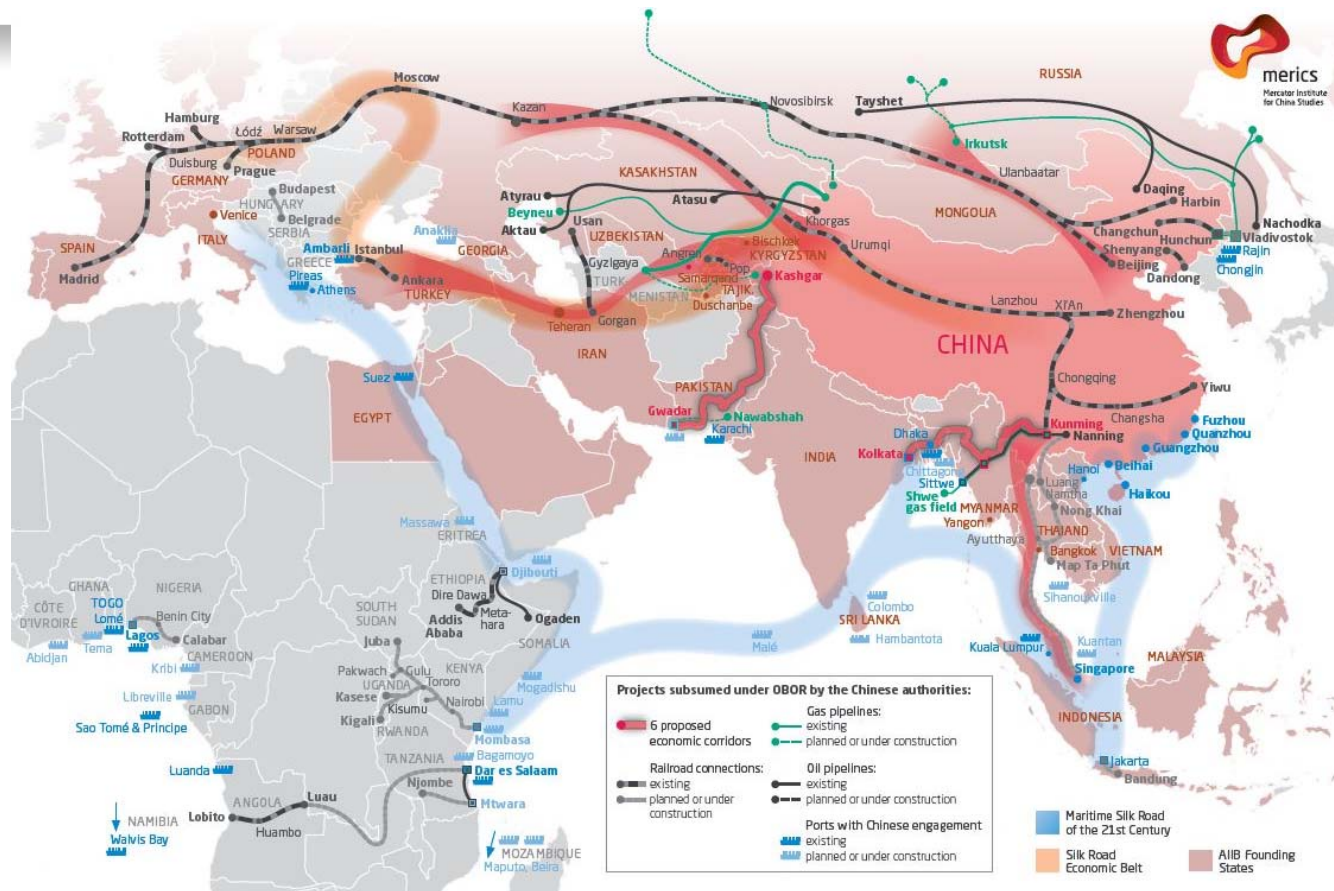 merics
Mercator Institute
for China Studies
RUSSIA
Moscow
Kazan
Novosibirsk
Tayshet
Irkutsk
Hamburg
Rotterdam
Łódź
Warsaw
POLAND
Duisburg
Prague
GERMANY
Budapest
HUNGARY
Belgrade
SERBIA
Venice
ITALY
SPAIN
Madrid
KASAKHSTAN
Atyrau
Beyneu
Aktau
Atasu
Usan
UZBEKISTAN
Khorgas
Ulanbaatar
MONGOLIA
Daqing
Harbin
Changchun
Hunchun
Shenyang
Nachodka
Vladivostok
Rajin
Chongjin
Beijing
Dandong
Anaklia
GEORGIA
Ambarli
Istanbul
GREECE
Pireas
Athens
Ankara
TURKEY
Gyzlgaya
TURK-
MENISTAN
Angren
Pop
Samarqand
TAJIK.
Duschanbe
Bischkek
KYRGYZSTAN
Kashgar
Urumqi
Lanzhou
XI'An
Zhengzhou
Teheran
Gorgan
IRAN
CHINA
PAKISTAN
Gwadar
Nawabshah
Karachi
Suez
EGYPT
INDIA
Chongqing
Yiwu
Changsha
Fuzhou
Quanzhou
Guangzhou
Kunming
Nanning
Beihai
Haikou
Hanoi
Dhaka
Kolkata
Chittagong
Sittwe
Shwe
gas field
MYANMAR
Yangon
Luang
Namtha
Nong Khai
THAILAND
Ayutthaya
Bangkok
VIETNAM
Map Ta Phut
Sihanoukville
Massawa
ERITREA
Djibouti
ETHIOPIA
Dire Dawa
Meta-
hara
Addis
Ababa
Ogaden
SOMALIA
Colombo
SRI LANKA
Hambantota
Malé
Kuala Lumpur
Kuantan
Singapore
MALAYSIA
INDONESIA
Jakarta
Bandung
GHANA
NIGERIA
CÔTE
D'IVROIRE
TOGO
Lomé
Benin City
Lagos
Calabar
Abidjan
Tema
CAMEROON
Kribi
Libreville
GABON
Sao Tomé & Principe
SOUTH
SUDAN
Juba
Pakwach
Gulu
KENYA
Tororo
UGANDA
Kasese
Kisumu
Nairobi
Lamu
Mogadishu
Kigali
RWANDA
Mombasa
TANZANIA
Bagamoyo
Dar es Salaam
Njombe
Mtwara
Luanda
ANGOLA
Luau
Lobito
Huambo
NAMIBIA
Walvis Bay
MOZAMBIQUE
Maputo, Beira
Projects subsumed under OBOR by the Chinese authorities:
6 proposed
economic corridors
Railroad connections:
existing
planned or under
construction
Gas pipelines:
existing
planned or under construction
Oil pipelines:
existing
planned or under construction
Ports with Chinese engagement
existing
planned or under construction
Maritime Silk Road
of the 21st Century
Silk Road
Economic Belt
AIIB Founding
States